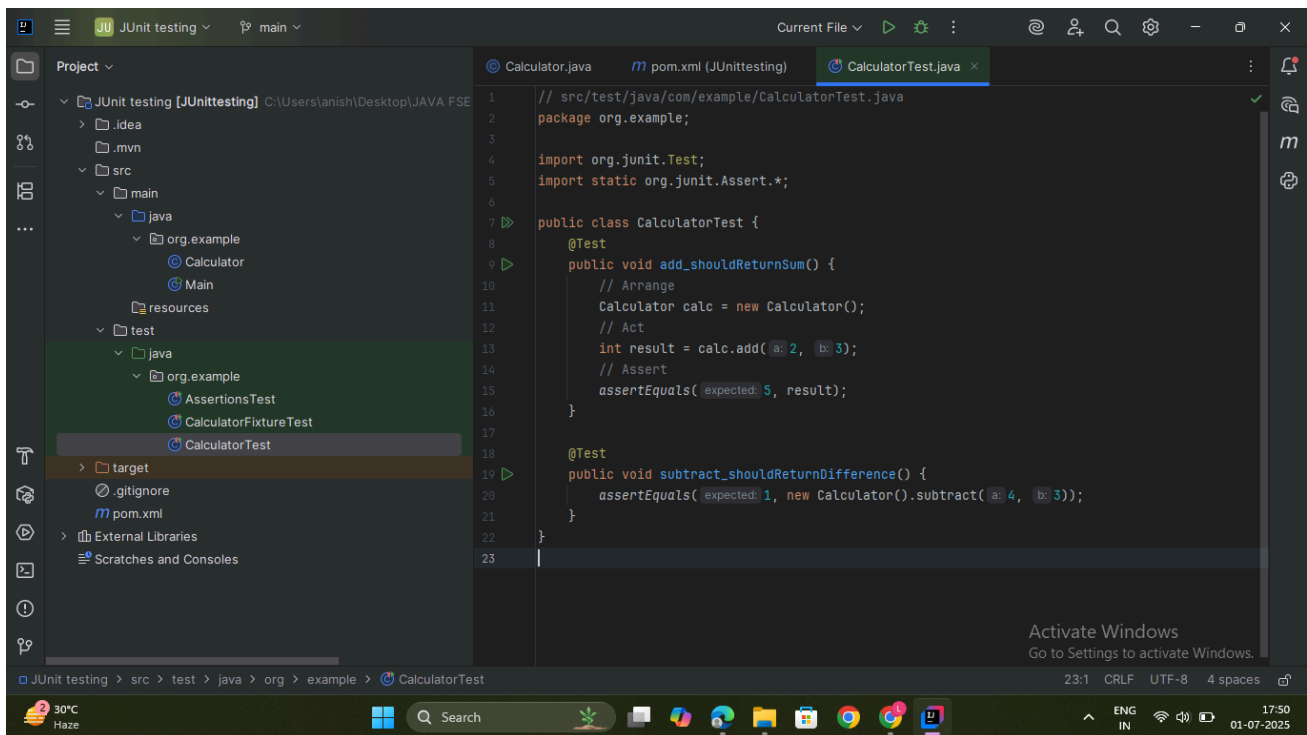 JU JUnit testing main Current File
Project
Calculator.java
m pom.xml (JUnittesting)
CalculatorTest.java
JUnit testing [JUnittesting] C:\Users\anish\Desktop\JAVA FSE
.idea
.mvn
src
main
java
org.example
Calculator
Main
resources
test
java
org.example
AssertionsTest
CalculatorFixtureTest
CalculatorTest
target
.gitignore
m pom.xml
External Libraries
Scratches and Consoles
1 // src/test/java/com/example/CalculatorTest.java
2 package org.example;
3
4 import org.junit.Test;
5 import static org.junit.Assert.*;
6
7 public class CalculatorTest {
8 @Test
9 public void add_shouldReturnSum() {
10 // Arrange
11 Calculator calc = new Calculator();
12 // Act
13 int result = calc.add( a: 2, b: 3);
14 // Assert
15 assertEquals( expected: 5, result);
16 }
17
18 @Test
19 public void subtract_shouldReturnDifference() {
20 assertEquals( expected: 1, new Calculator().subtract( a: 4, b: 3));
21 }
22 }
23
m
Activate Windows
Go to Settings to activate Windows.
JUnit testing > src > test > java > org > example > CalculatorTest
23:1 CRLF UTF-8 4 spaces
2 30°C
Haze
Search
L
ENG
IN
17:50
01-07-2025